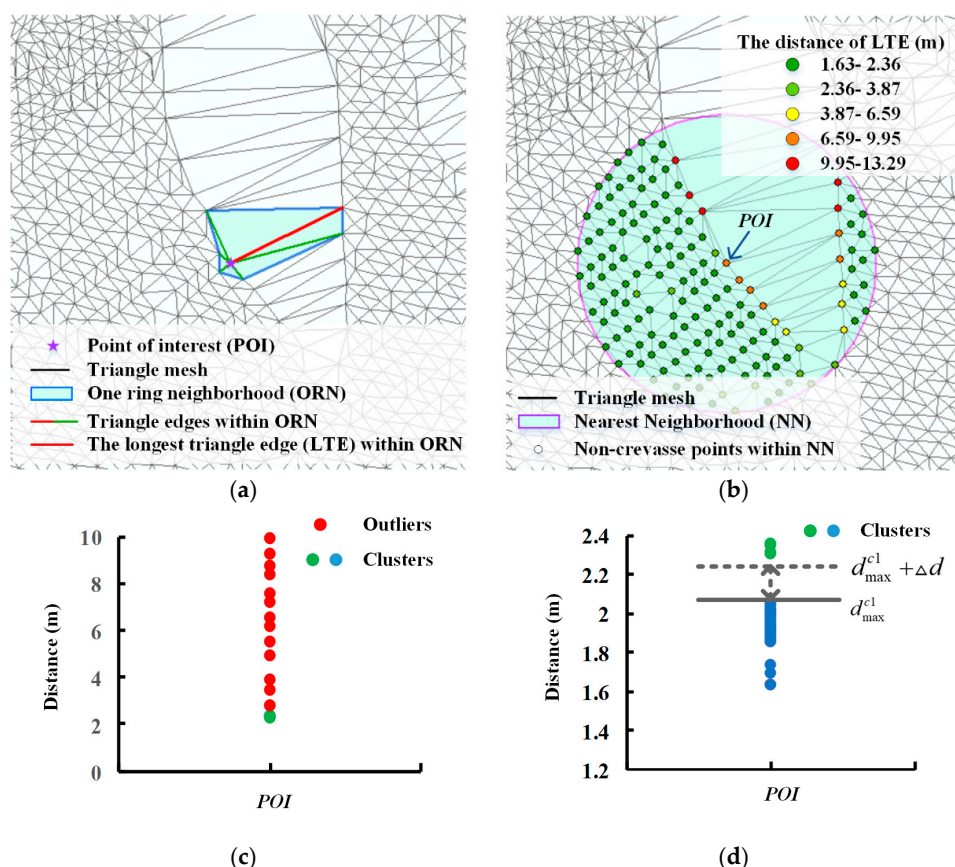 Point of interest (POI)
Triangle mesh
One ring neighborhood (ORN)
Triangle edges within ORN
The longest triangle edge (LTE) within ORN
(a)
The distance of LTE (m)
1.63- 2.36
2.36- 3.87
3.87- 6.59
6.59- 9.95
9.95-13.29
POI
Triangle mesh
Nearest Neighborhood (NN)
Non-crevasse points within NN
(b)
Outliers
Clusters
Distance (m)
10
8
6
4
2
0
POI
(c)
Clusters
d_max^c1 + △d
d_max^c1
Distance (m)
2.4
2.2
2
1.8
1.6
1.4
1.2
POI
(d)